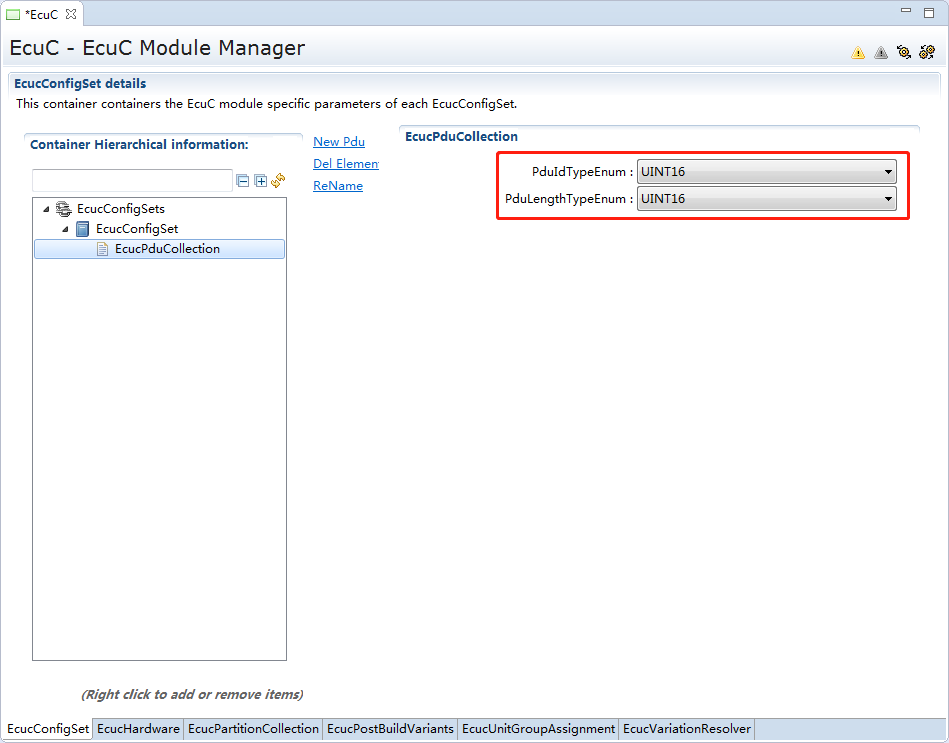 *EcuC
EcuC - EcuC Module Manager
EcucConfigSet details
This container containers the EcuC module specific parameters of each EcucConfigSet.
Container Hierarchical information:
New Pdu
Del Elemen
ReName
EcucConfigSets
EcucConfigSet
EcucPduCollection
EcucPduCollection
PduIdTypeEnum : UINT16
PduLengthTypeEnum : UINT16
(Right click to add or remove items)
EcucConfigSet EcucHardware EcucPartitionCollection EcucPostBuildVariants EcucUnitGroupAssignment EcucVariationResolver